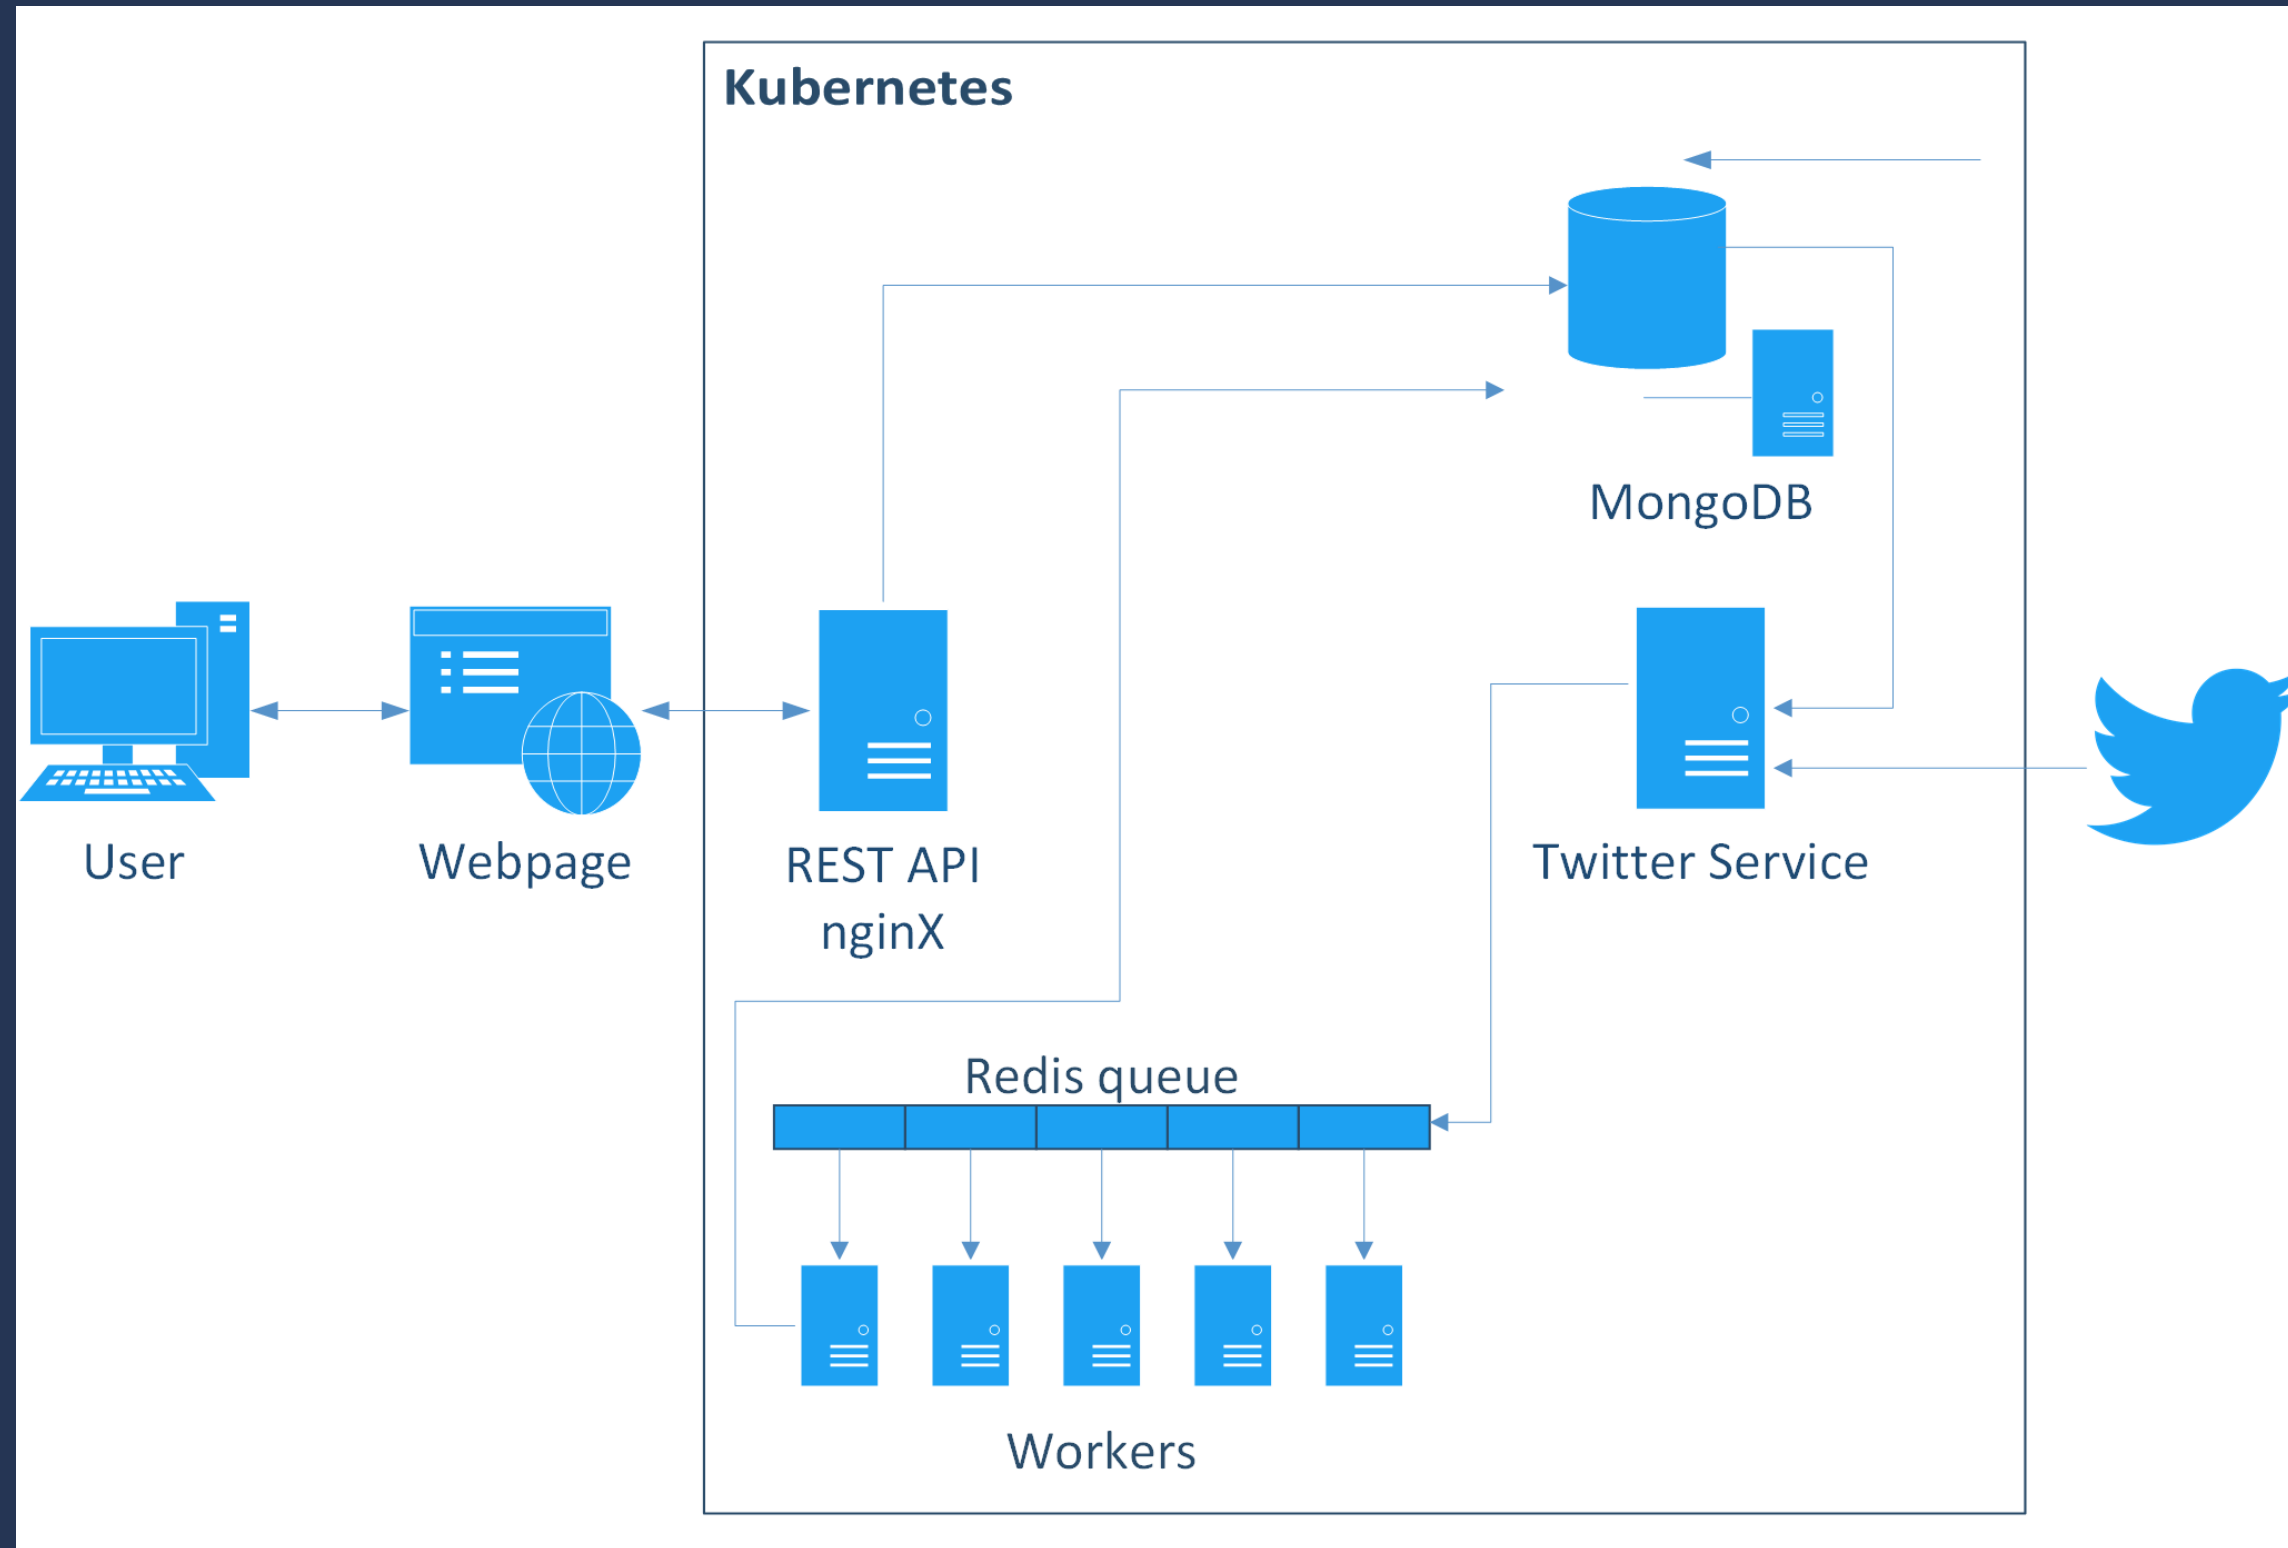 Kubernetes
MongoDB
User
Webpage
REST API
nginX
Twitter Service
Redis queue
Workers